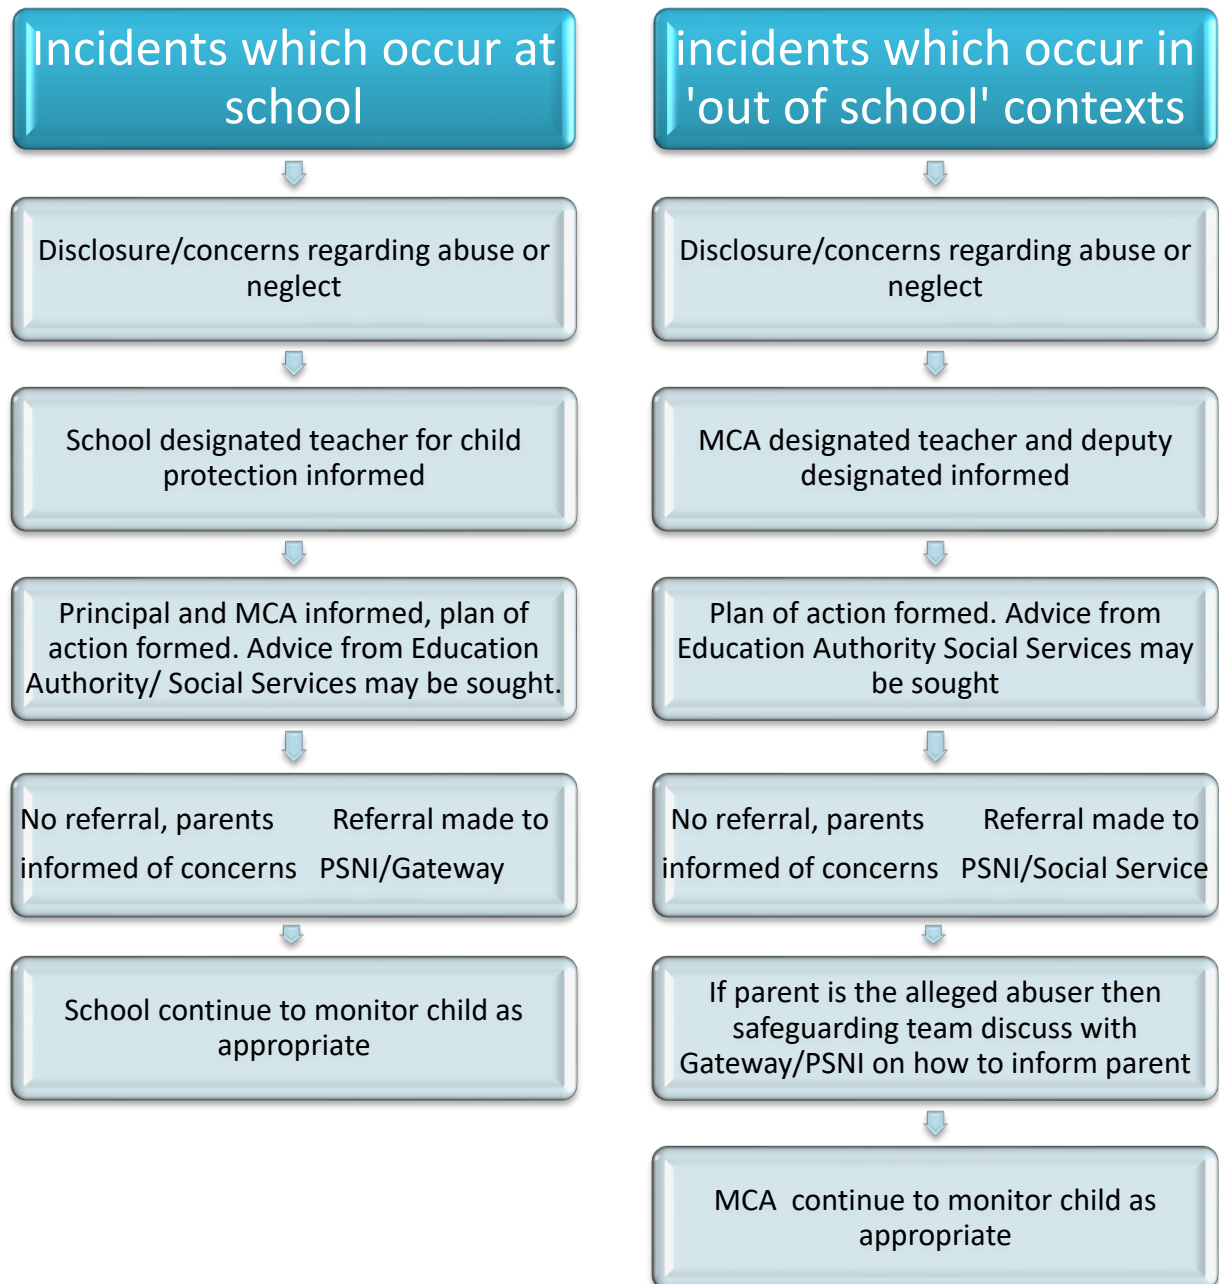 Incidents which occur at
school
Disclosure/concerns regarding abuse or
neglect
School designated teacher for child
protection informed
Principal and MCA informed, plan of
action formed. Advice from Education
Authority/ Social Services may be sought.
No referral, parents Referral made to
informed of concerns PSNI/Gateway
School continue to monitor child as
appropriate
incidents which occur in
'out of school' contexts
Disclosure/concerns regarding abuse or
neglect
MCA designated teacher and deputy
designated informed
Plan of action formed. Advice from
Education Authority Social Services may
be sought
No referral, parents Referral made to
informed of concerns PSNI/Social Service
If parent is the alleged abuser then
safeguarding team discuss with
Gateway/PSNI on how to inform parent
MCA continue to monitor child as
appropriate